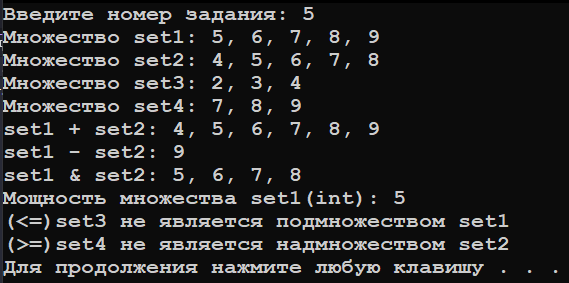 Введите номер задания: 5
Множество set1: 5, 6, 7, 8, 9
Множество set2: 4, 5, 6, 7, 8
Множество set3: 2, 3, 4
Множество set4: 7, 8, 9
set1 + set2: 4, 5, 6, 7, 8, 9
set1 - set2: 9
set1 & set2: 5, 6, 7, 8
Мощность множества set1(int): 5
(<=)set3 не является подмножеством set1
(>=)set4 не является надмножеством set2
Для продолжения нажмите любую клавишу . . .